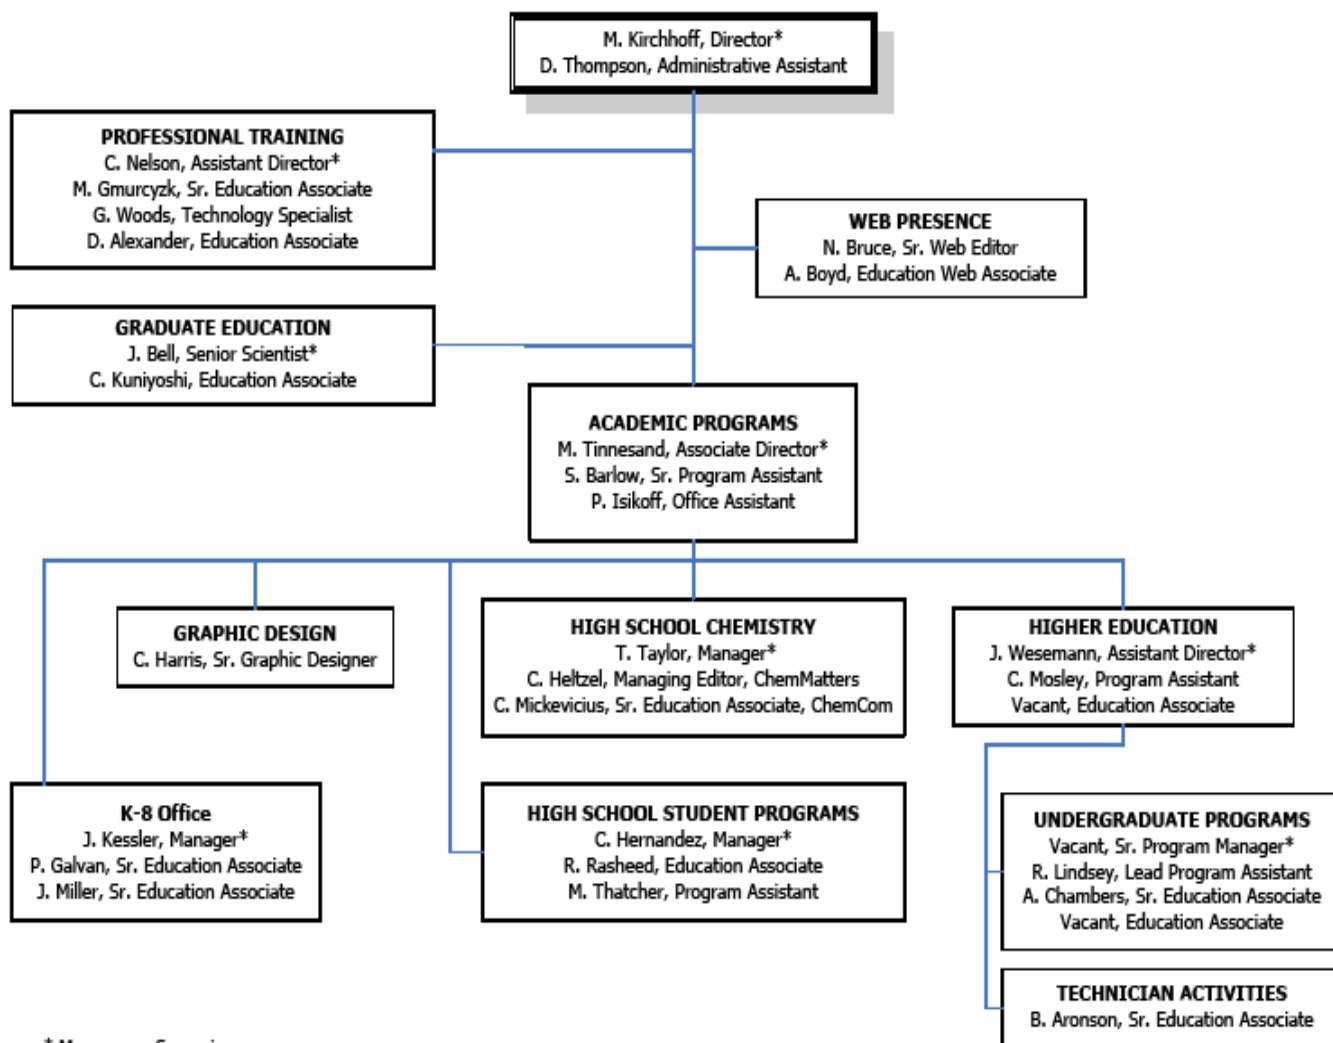 M. Kirchhoff, Director*
D. Thompson, Administrative Assistant
PROFESSIONAL TRAINING
C. Nelson, Assistant Director*
M. Gmurcyzk, Sr. Education Associate
G. Woods, Technology Specialist
D. Alexander, Education Associate
WEB PRESENCE
N. Bruce, Sr. Web Editor
A. Boyd, Education Web Associate
GRADUATE EDUCATION
J. Bell, Senior Scientist*
C. Kuniyoshi, Education Associate
ACADEMIC PROGRAMS
M. Tinnesand, Associate Director*
S. Barlow, Sr. Program Assistant
P. Isikoff, Office Assistant
GRAPHIC DESIGN
C. Harris, Sr. Graphic Designer
HIGH SCHOOL CHEMISTRY
T. Taylor, Manager*
C. Heltzel, Managing Editor, ChemMatters
C. Mickevicius, Sr. Education Associate, ChemCom
HIGHER EDUCATION
J. Wesemann, Assistant Director*
C. Mosley, Program Assistant
Vacant, Education Associate
K-8 Office
J. Kessler, Manager*
P. Galvan, Sr. Education Associate
J. Miller, Sr. Education Associate
HIGH SCHOOL STUDENT PROGRAMS
C. Hernandez, Manager*
R. Rasheed, Education Associate
M. Thatcher, Program Assistant
UNDERGRADUATE PROGRAMS
Vacant, Sr. Program Manager*
R. Lindsey, Lead Program Assistant
A. Chambers, Sr. Education Associate
Vacant, Education Associate
TECHNICIAN ACTIVITIES
B. Aronson, Sr. Education Associate